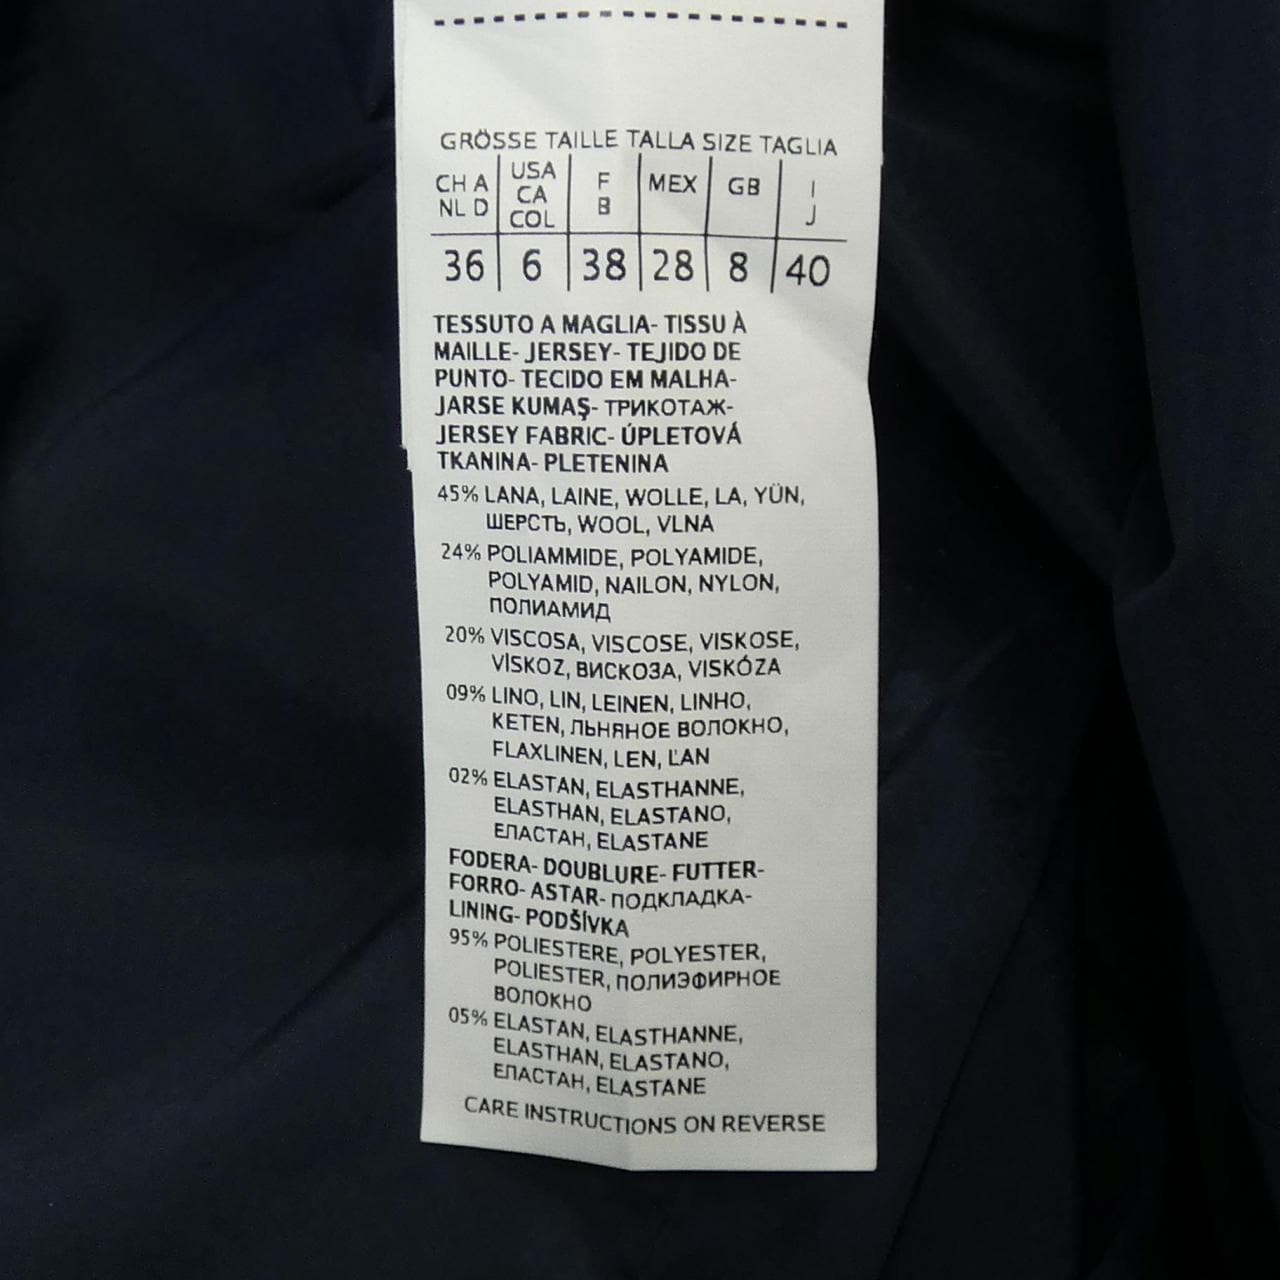 GRÖSSE TAILLE TALLA SIZE TAGLIA
CH A NL D USA CA COL F B MEX GB I J
36 6 38 28 8 40
TESSUTO A MAGLIA- TISSU À
MAILLE- JERSEY- TEJIDO DE
PUNTO- TECIDO EM MALHA-
JARSE KUMAŞ- ТРИКОТАЖ-
JERSEY FABRIC- ÚPLETOVÁ
TKANINA- PLETENINA
45% LANA, LAINE, WOLLE, LA, YÜN,
ШЕРСТЬ, WOOL, VLNA
24% POLIAMMIDE, POLYAMIDE,
POLYAMID, NAILON, NYLON,
ПОЛИАМИД
20% VISCOSA, VISCOSE, VISKOSE,
VİSKOZ, ВИСКОЗА, VISKÓZA
09% LINO, LIN, LEINEN, LINHO,
KETEN, ЛЬНЯНОЕ ВОЛОКНО,
FLAXLINEN, LEN, ĽAN
02% ELASTAN, ELASTHANNE,
ELASTHAN, ELASTANO,
ЕЛАСТАН, ELASTANE
FODERA- DOUBLURE- FUTTER-
FORRO- ASTAR- ПОДКЛАДКА-
LINING- PODŠÍVKA
95% POLIESTERE, POLYESTER,
POLIESTER, ПОЛИЭФИРНОЕ
ВОЛОКНО
05% ELASTAN, ELASTHANNE,
ELASTHAN, ELASTANO,
ЕЛАСТАН, ELASTANE
CARE INSTRUCTIONS ON REVERSE